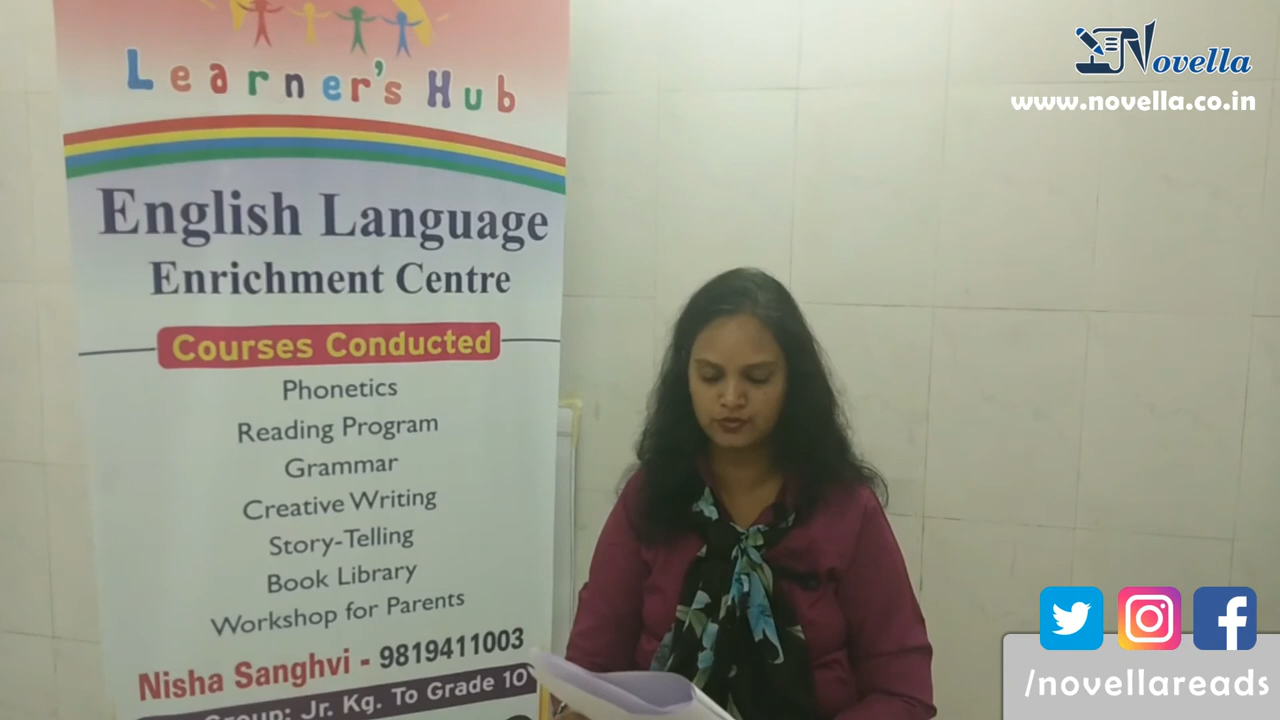 Learner's Hub
English Language
Enrichment Centre
Courses Conducted
Phonetics
Reading Program
Grammar
Creative Writing
Story-Telling
Book Library
Workshop for Parents
Nisha Sanghvi - 9819411003
Group: Jr. Kg. To Grade 10
Novella
www.novella.co.in
/novellareads